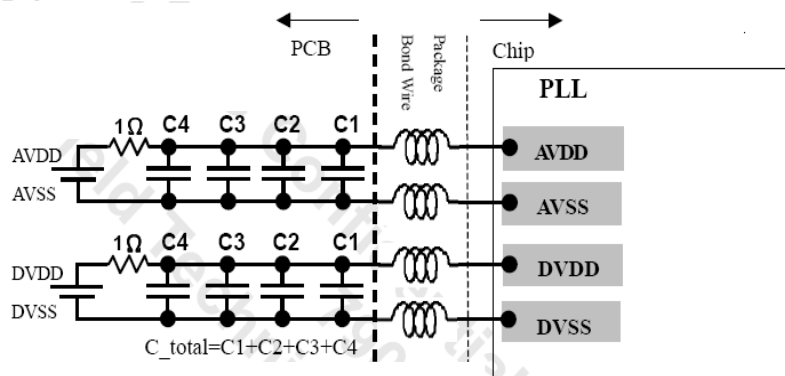 PCB
Bond Wire
Package
Chip
PLL
1Ω C4 C3 C2 C1
AVDD
AVSS
AVDD
AVSS
1Ω C4 C3 C2 C1
DVDD
DVSS
DVDD
DVSS
C_total=C1+C2+C3+C4